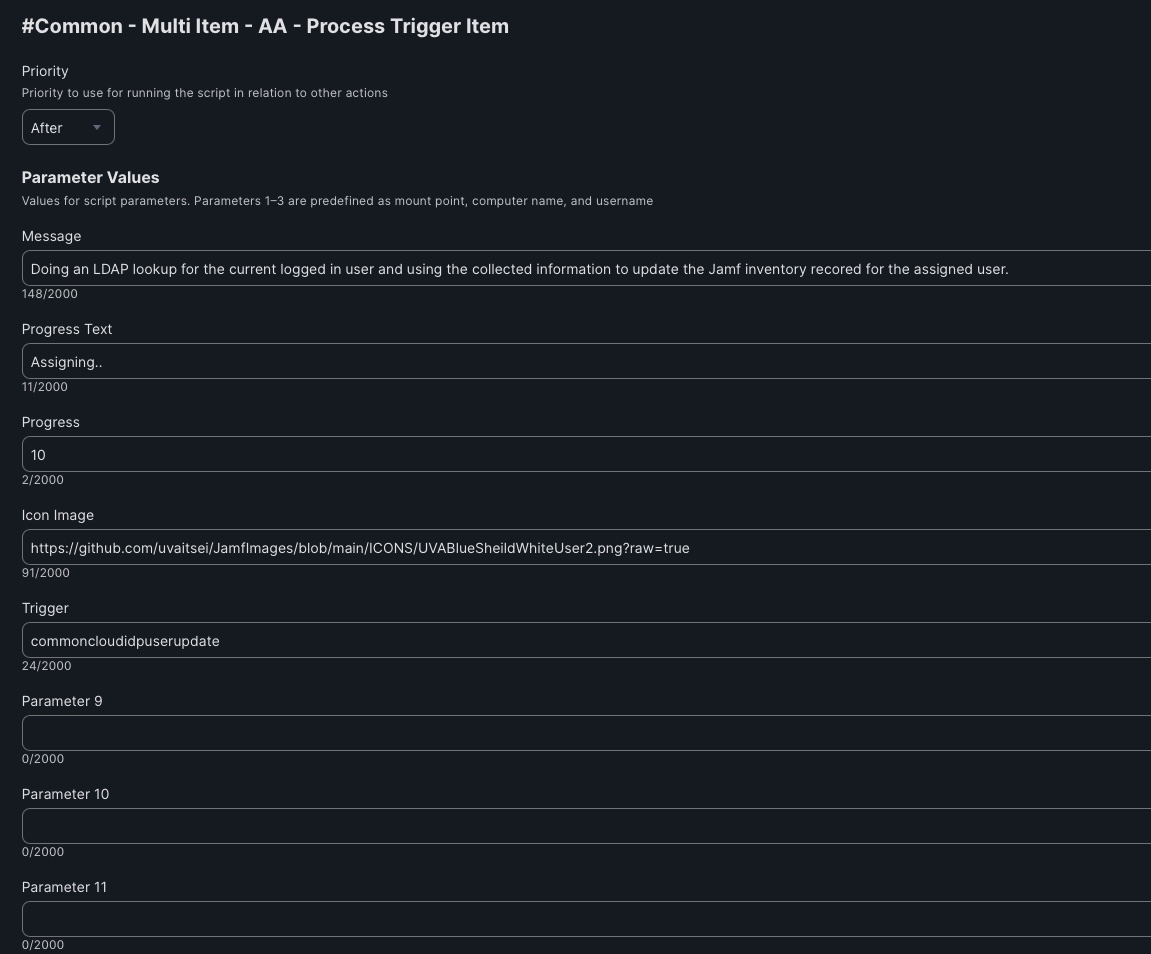 #Common - Multi Item - AA - Process Trigger Item
Priority
Priority to use for running the script in relation to other actions
After
Parameter Values
Values for script parameters. Parameters 1–3 are predefined as mount point, computer name, and username
Message
Doing an LDAP lookup for the current logged in user and using the collected information to update the Jamf inventory recored for the assigned user.
148/2000
Progress Text
Assigning..
11/2000
Progress
10
2/2000
Icon Image
https://github.com/uvaitsei/JamfImages/blob/main/ICONS/UVABlueSheildWhiteUser2.png?raw=true
91/2000
Trigger
commoncloudidpuserupdate
24/2000
Parameter 9
0/2000
Parameter 10
0/2000
Parameter 11
0/2000